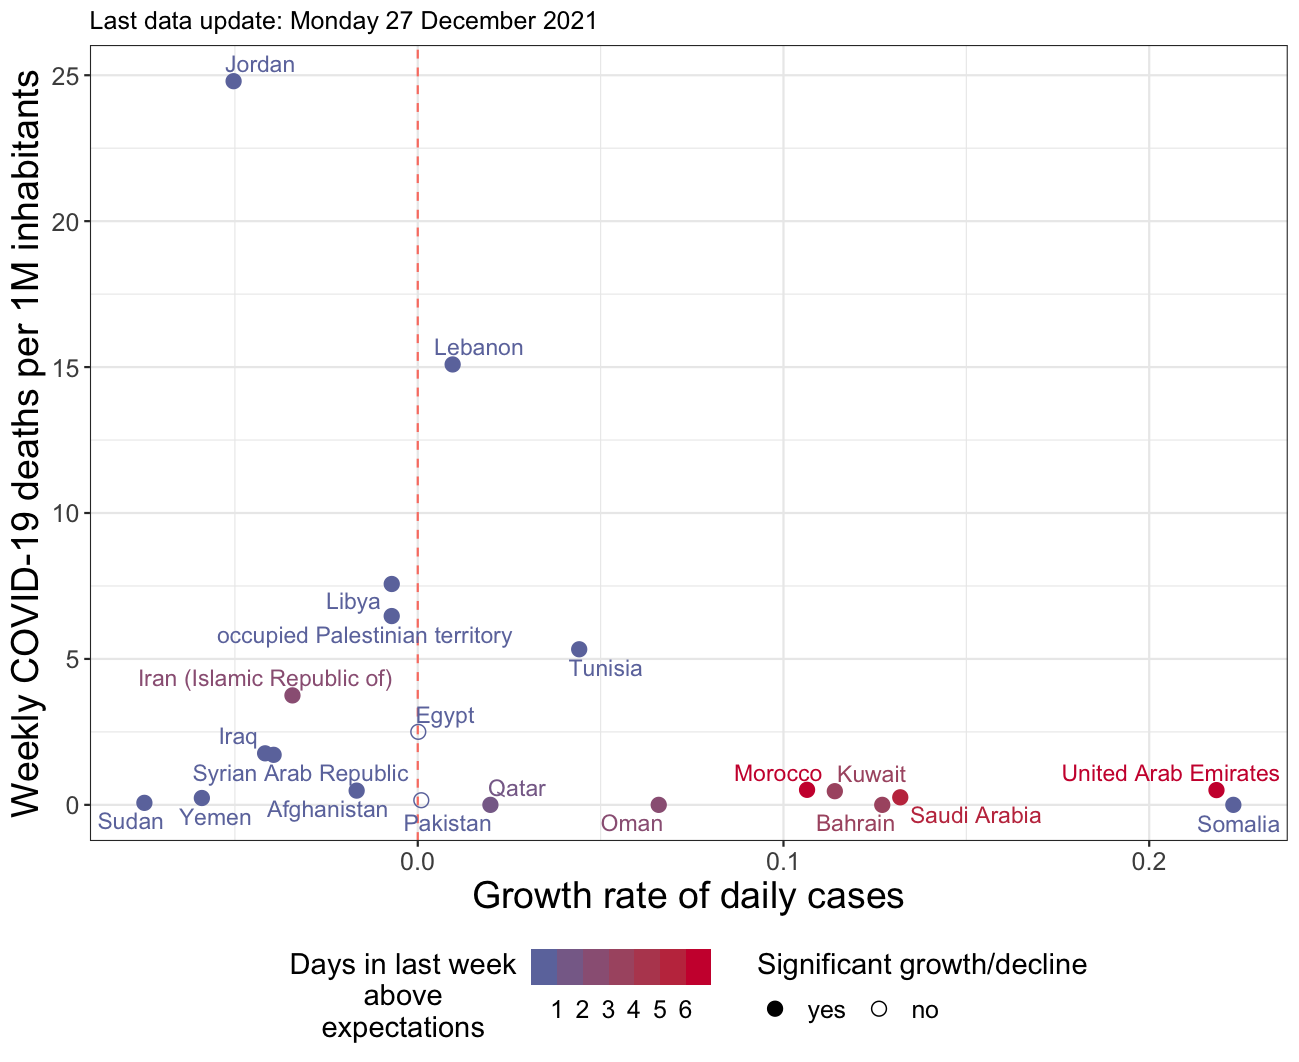 Last data update: Monday 27 December 2021
Weekly COVID-19 deaths per 1M inhabitants
25
20
15
10
5
0
Jordan
Lebanon
Libya
occupied Palestinian territory
Tunisia
Iran (Islamic Republic of)
Egypt
Iraq
Syrian Arab Republic
Morocco
Kuwait
United Arab Emirates
Qatar
Afghanistan
Sudan
Yemen
Pakistan
Oman
Bahrain
Saudi Arabia
Somalia
0.0
0.1
0.2
Growth rate of daily cases
Days in last week
above
expectations
1 2 3 4 5 6
Significant growth/decline
yes
no